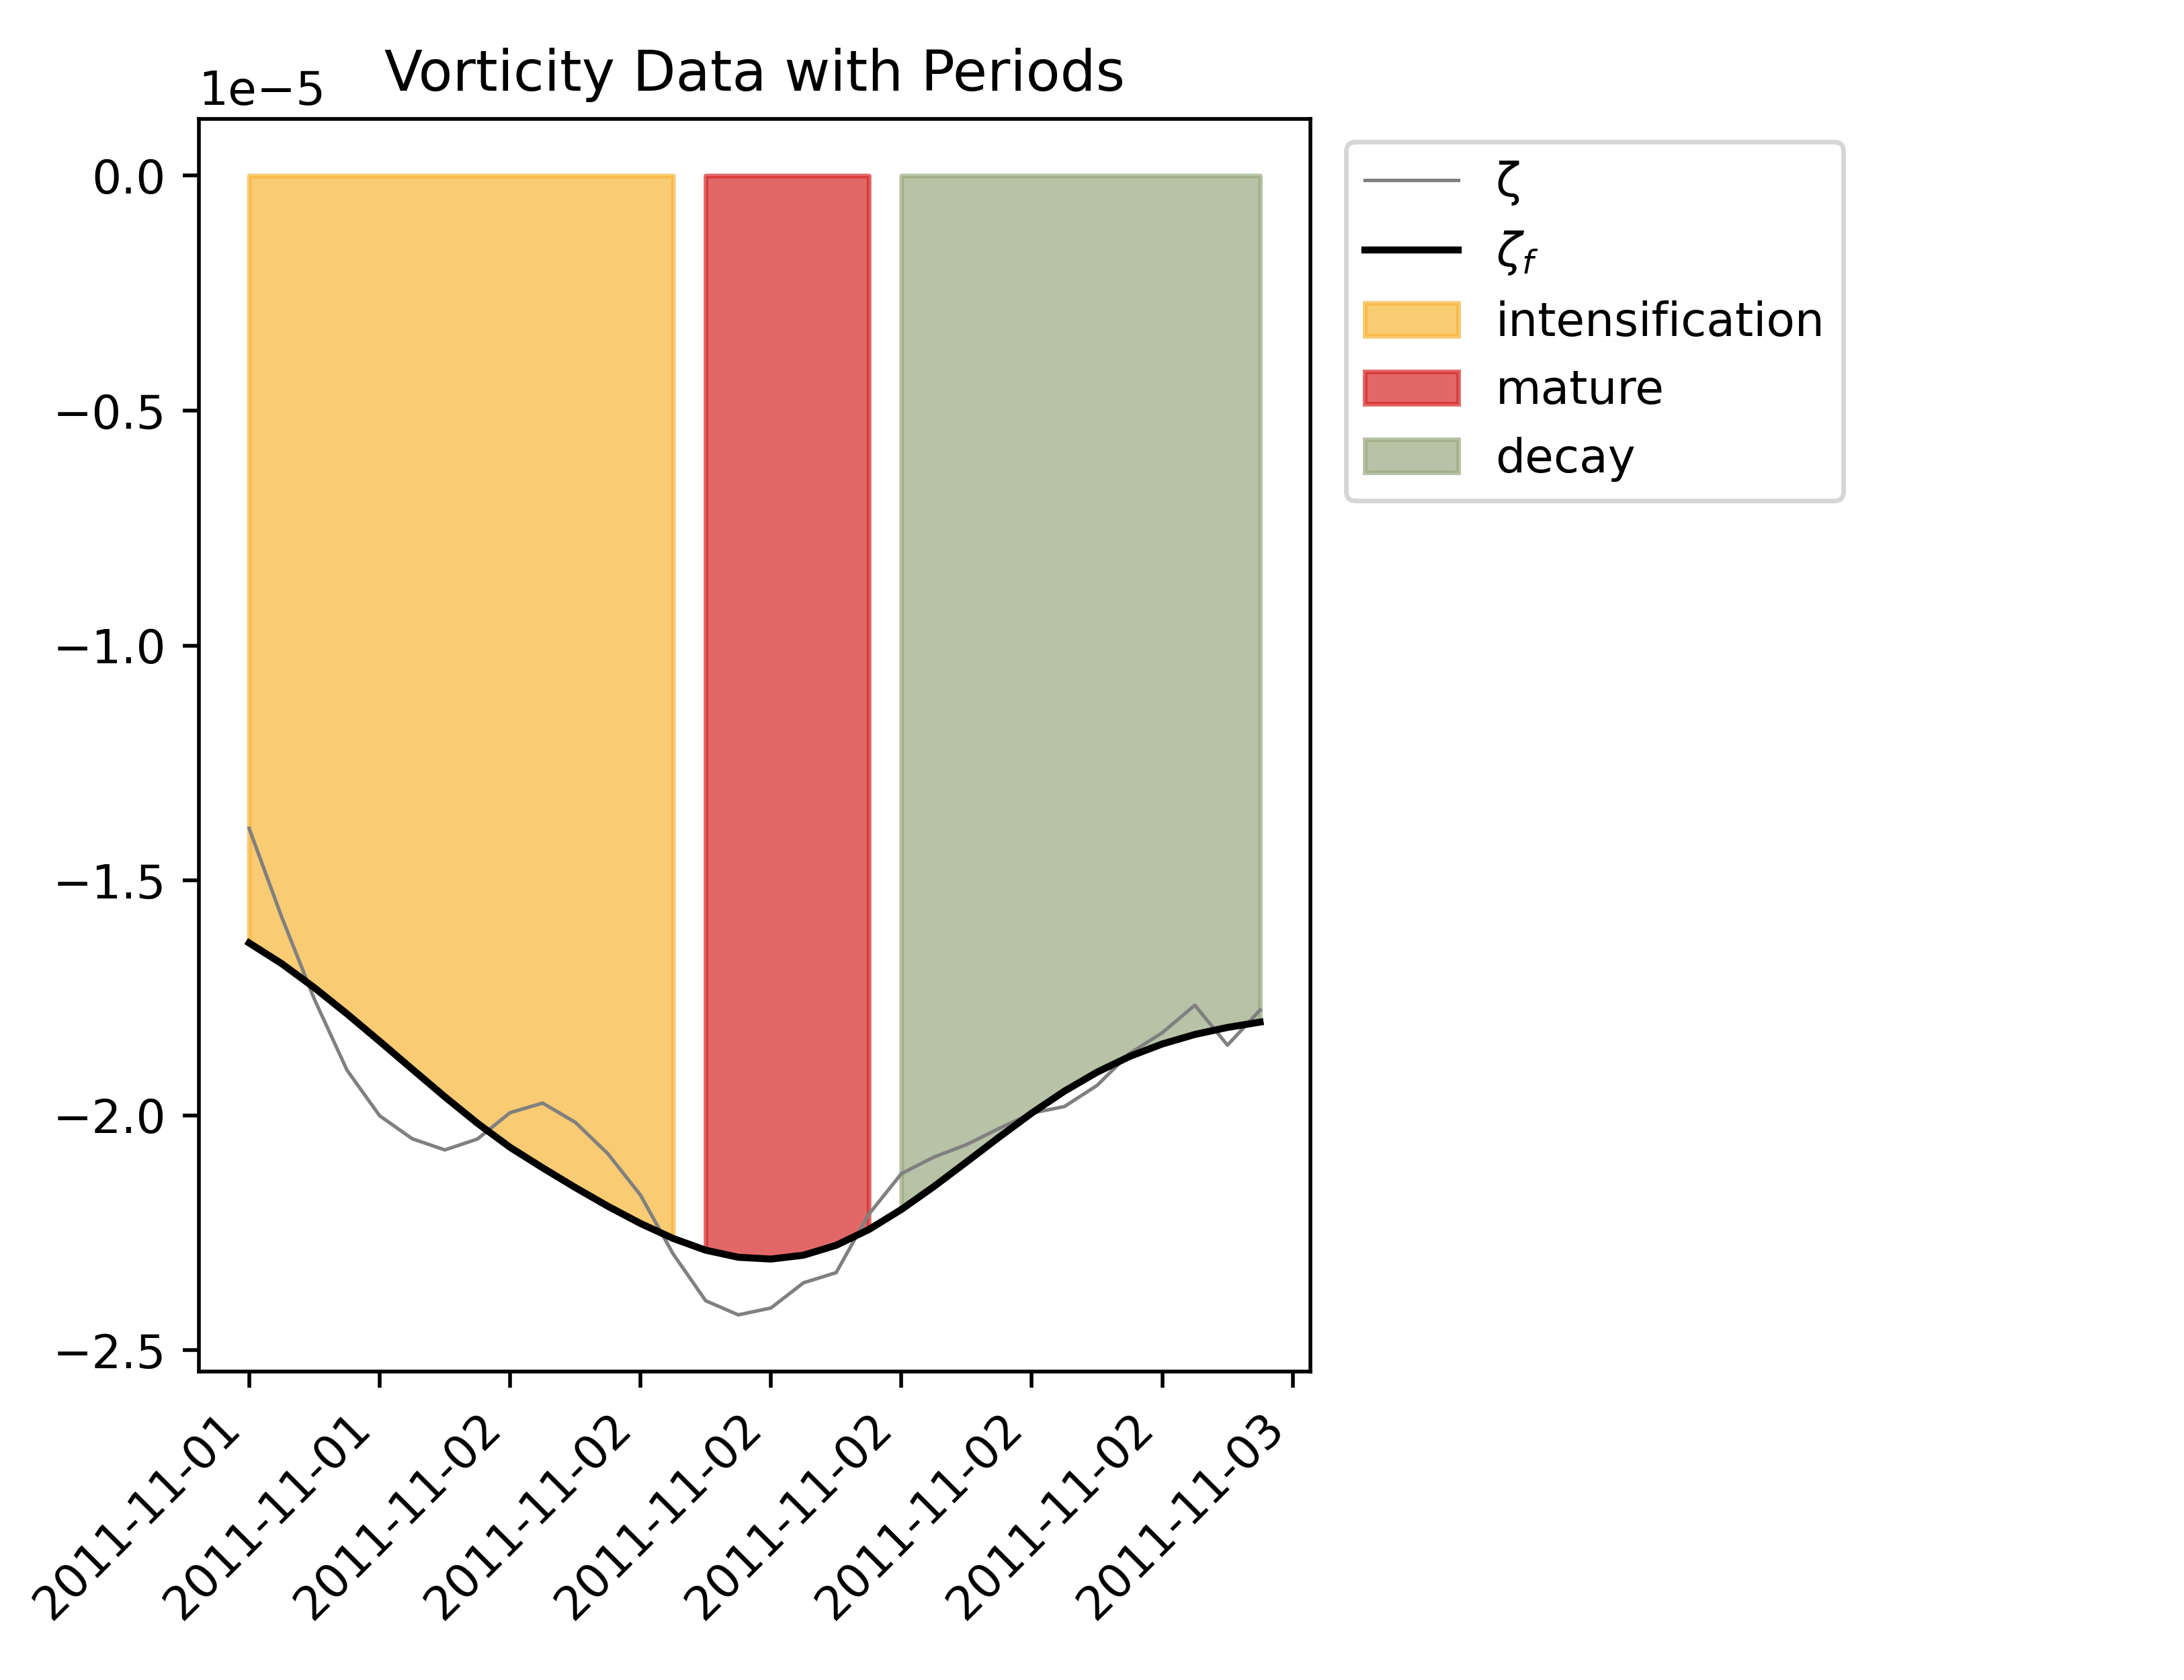 Vorticity Data with Periods
1e−5
0.0
−0.5
−1.0
−1.5
−2.0
−2.5
2011-11-01
2011-11-01
2011-11-02
2011-11-02
2011-11-02
2011-11-02
2011-11-02
2011-11-02
2011-11-03
ζ
ζf
intensification
mature
decay